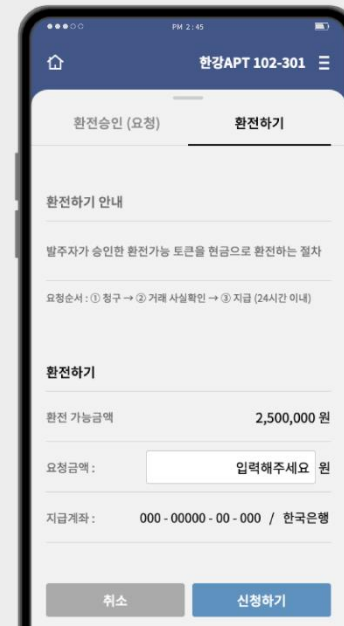 PM 2:45
한강APT 102-301
환전승인 (요청) 환전하기
환전하기 안내
발주자가 승인한 환전가능 토큰을 현금으로 환전하는 절차
요청순서 : ① 청구 → ② 거래 사실확인 → ③ 지급 (24시간 이내)
환전하기
환전 가능금액 2,500,000 원
요청금액 : 입력해주세요 원
지급계좌 : 000 - 00000 - 00 - 000 / 한국은행
취소 신청하기